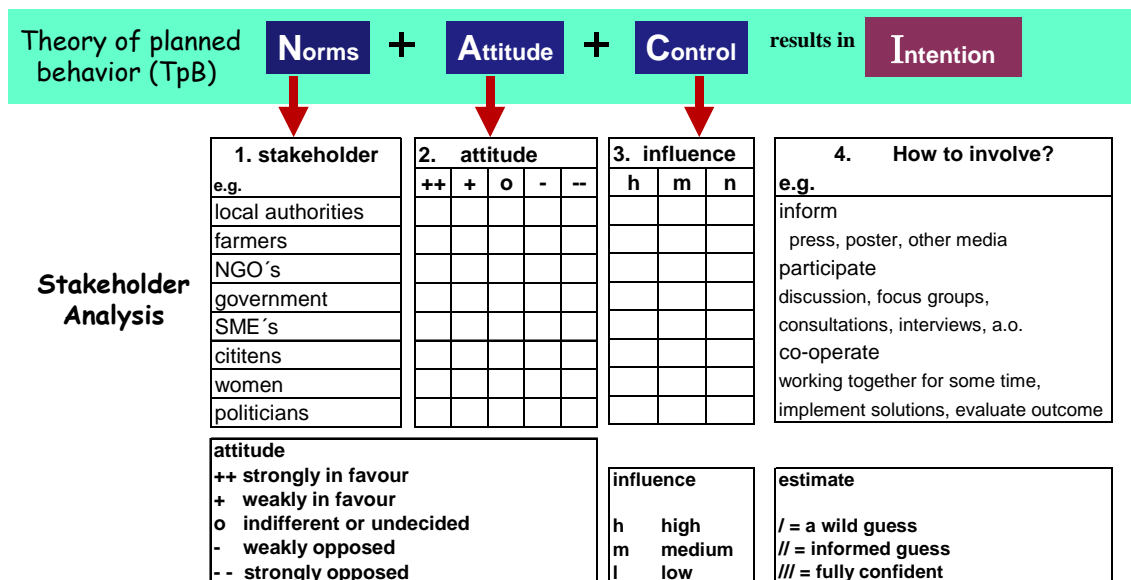 Theory of planned behavior (TpB)
Norms + Attitude + Control results in Intention
Stakeholder Analysis
1. stakeholder
e.g.
local authorities
farmers
NGO´s
government
SME´s
cititens
women
politicians
2. attitude
++ + o - --
3. influence
h m n
4. How to involve?
e.g.
inform
press, poster, other media
participate
discussion, focus groups,
consultations, interviews, a.o.
co-operate
working together for some time,
implement solutions, evaluate outcome
attitude
++ strongly in favour
+ weakly in favour
o indifferent or undecided
- weakly opposed
- - strongly opposed
influence
h high
m medium
l low
estimate
/ = a wild guess
// = informed guess
/// = fully confident